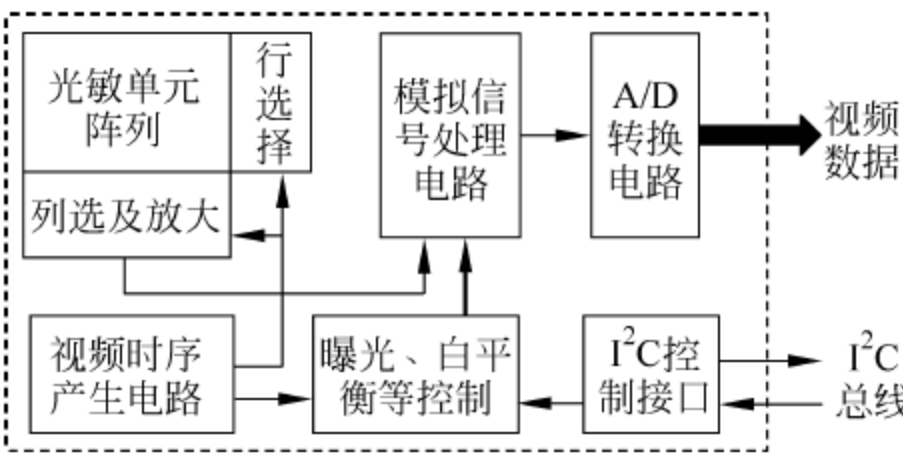 光敏单元
阵列
行
选
择
列选及放大
模拟信
号处理
电路
A/D
转换
电路
视频
数据
视频时序
产生电路
曝光、白平
衡等控制
I²C控
制接口
I²C
总线